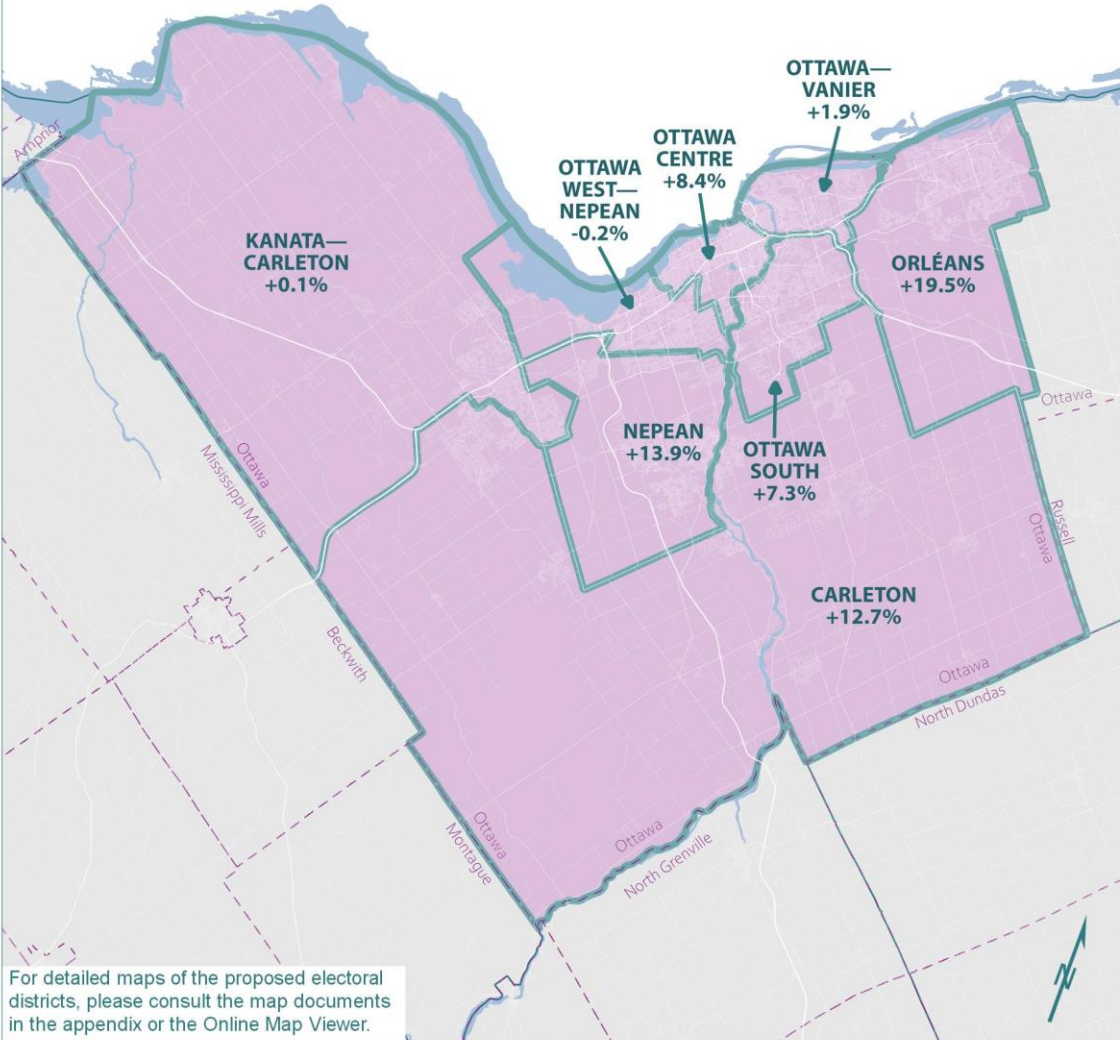 OTTAWA—
VANIER
+1.9%
OTTAWA
CENTRE
+8.4%
OTTAWA
WEST—
NEPEAN
-0.2%
Arnprior
KANATA—
CARLETON
+0.1%
ORLÉANS
+19.5%
Ottawa
NEPEAN
+13.9%
OTTAWA
SOUTH
+7.3%
Ottawa
Mississippi Mills
Russell
Ottawa
CARLETON
+12.7%
Beckwith
Ottawa
North Dundas
Ottawa
Montague
Ottawa
North Grenville
For detailed maps of the proposed electoral
districts, please consult the map documents
in the appendix or the Online Map Viewer.
N